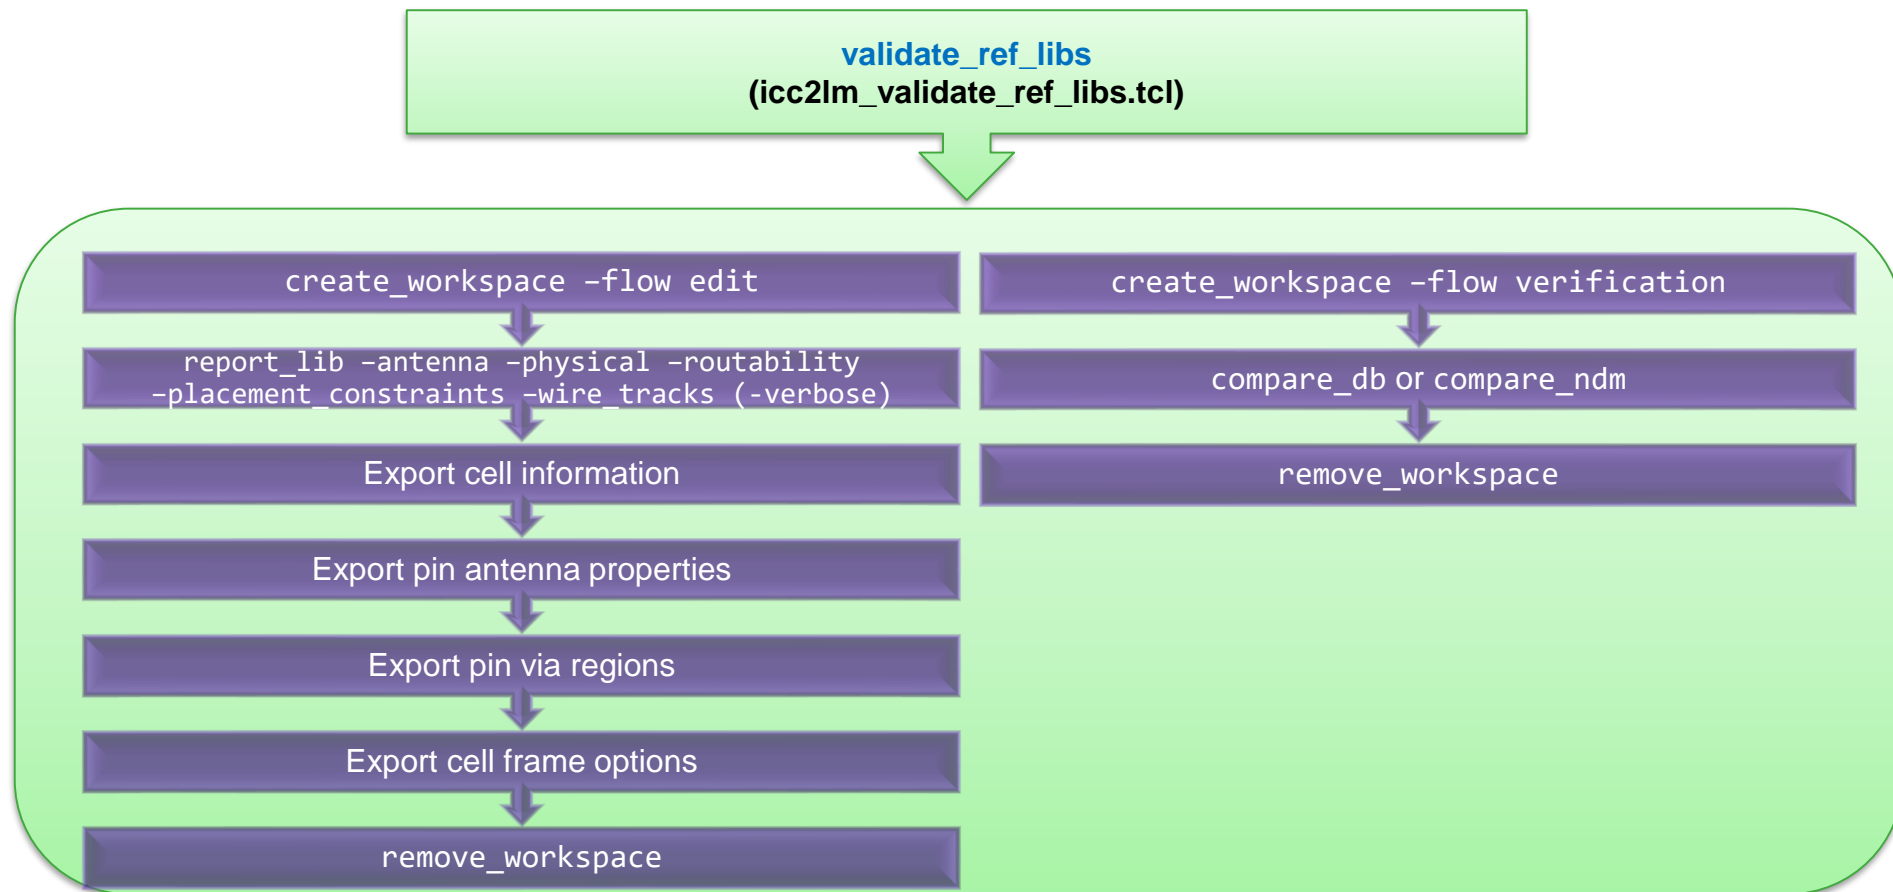 validate_ref_libs
(icc2lm_validate_ref_libs.tcl)
create_workspace –flow edit
report_lib –antenna –physical –routability
–placement_constraints –wire_tracks (-verbose)
Export cell information
Export pin antenna properties
Export pin via regions
Export cell frame options
remove_workspace
create_workspace –flow verification
compare_db or compare_ndm
remove_workspace